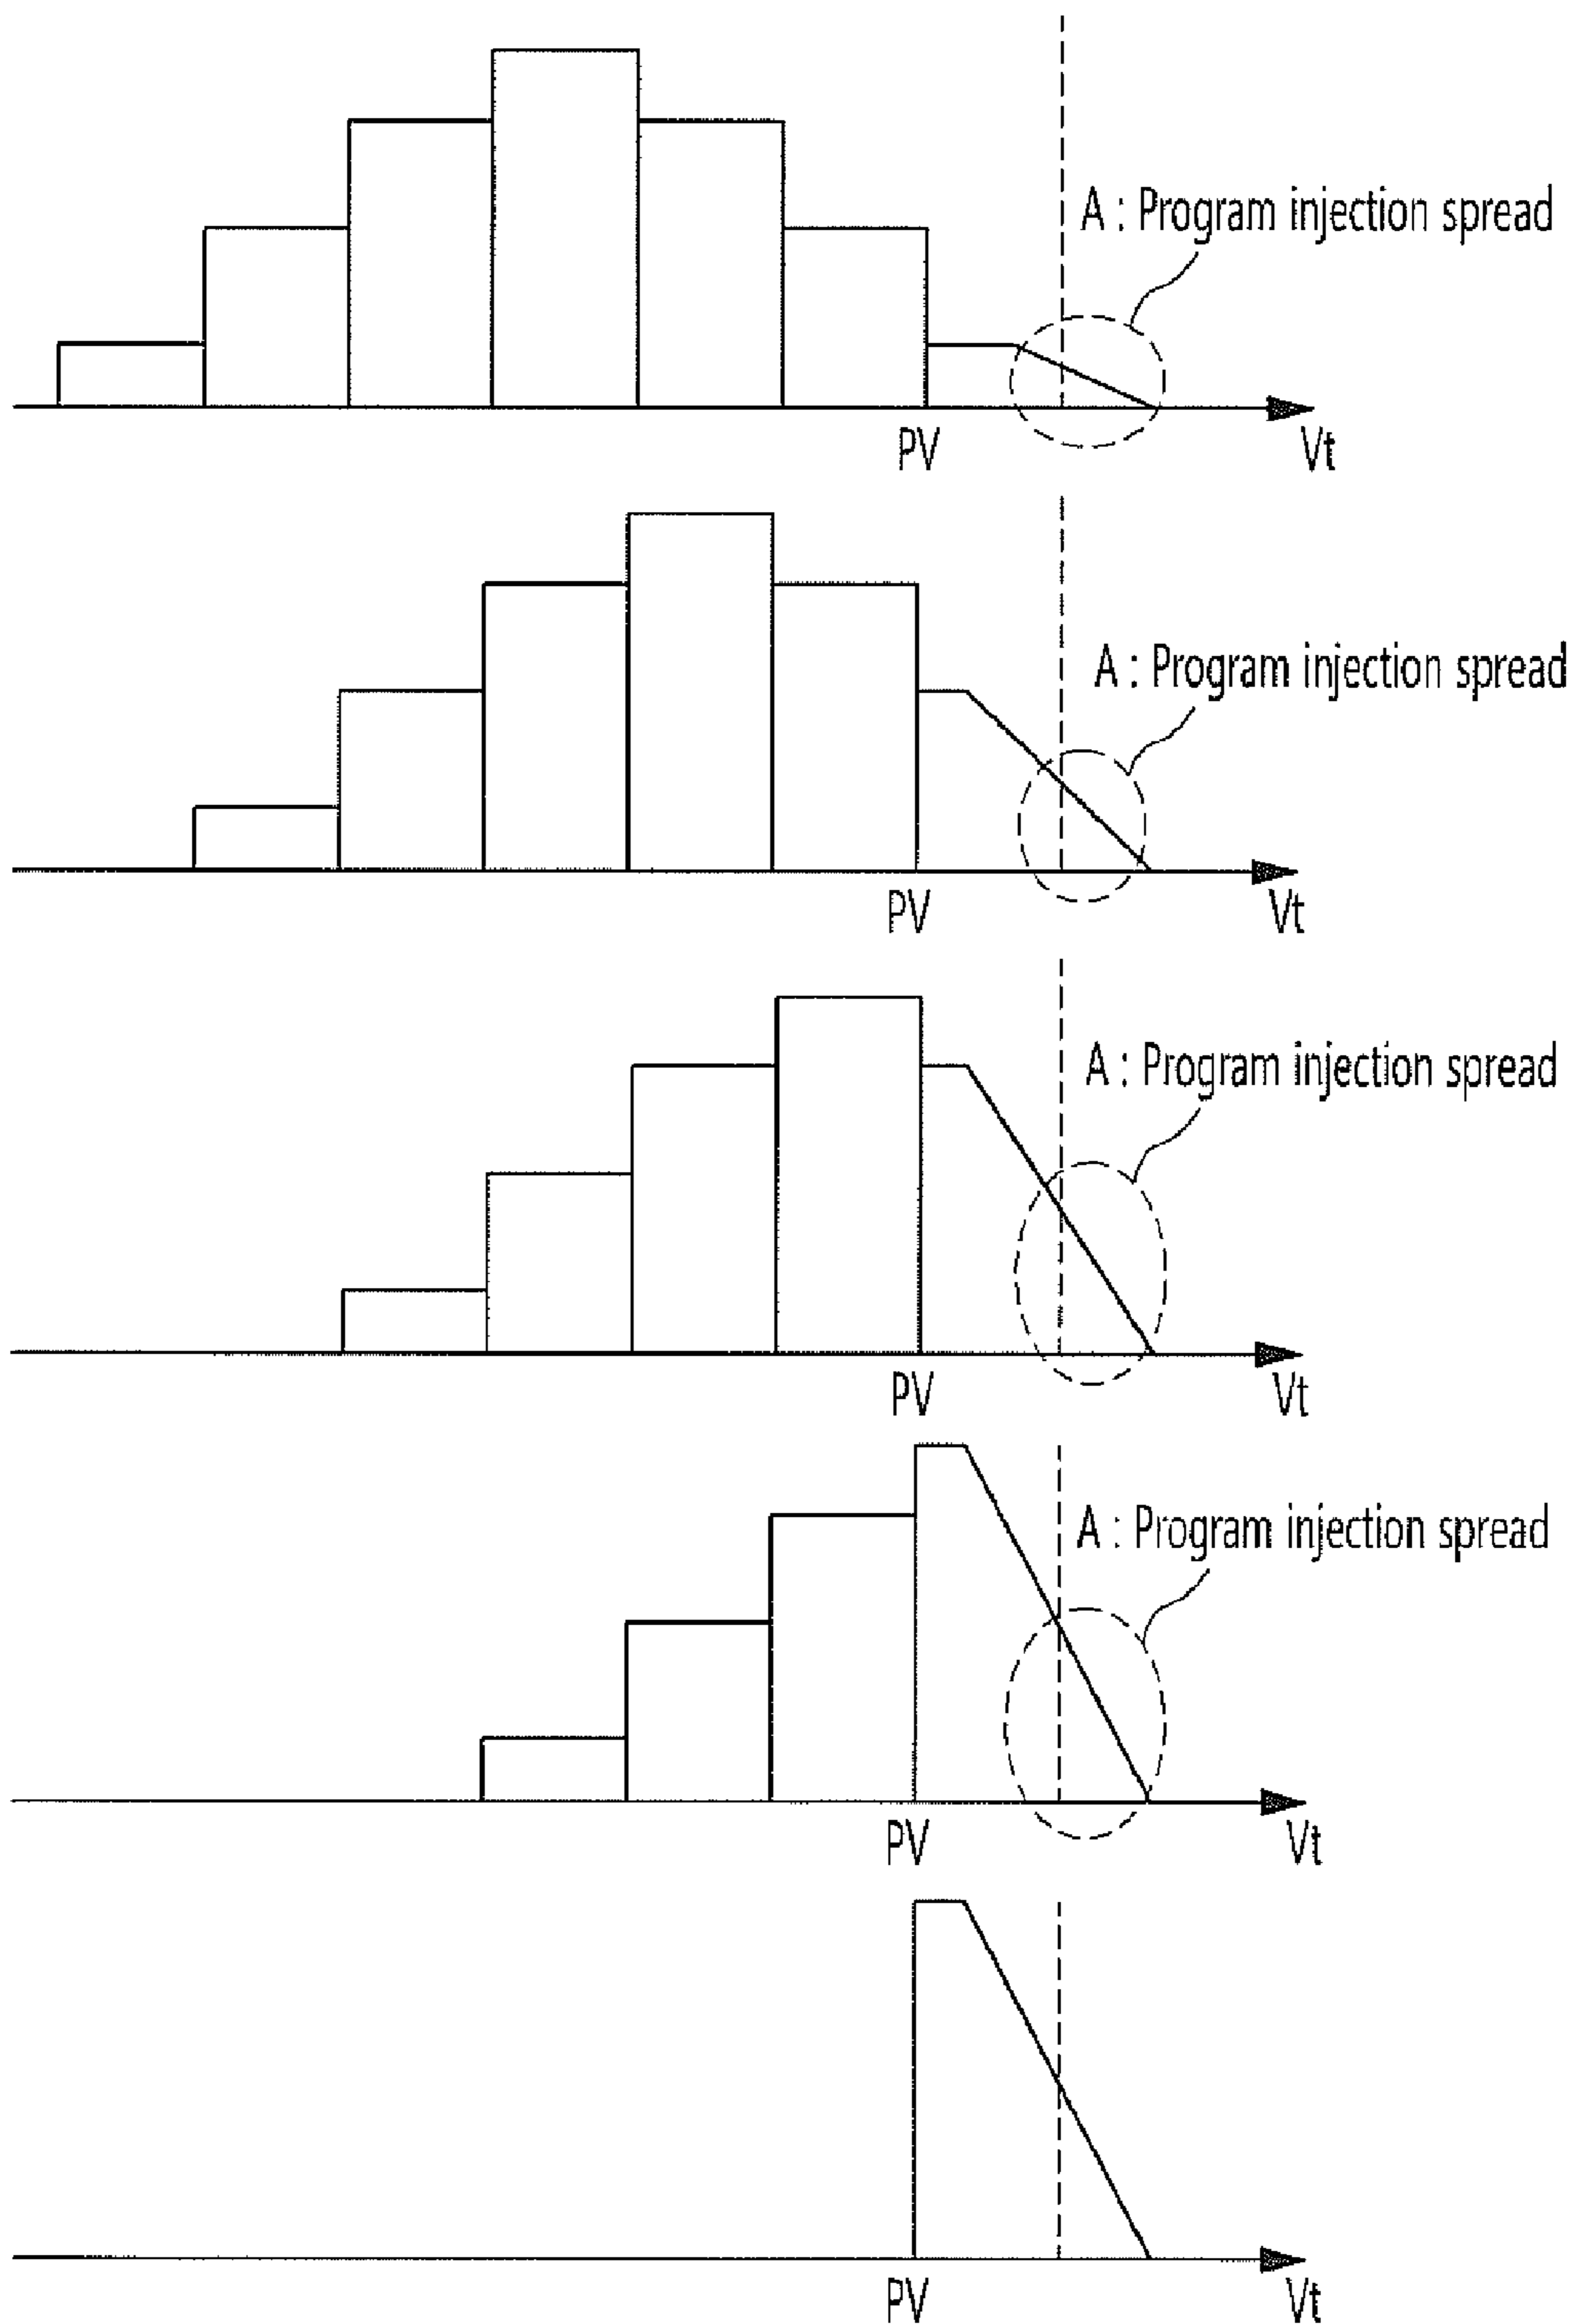 A : Program injection spread
PV
Vt
A : Program injection spread
PV
Vt
A : Program injection spread
PV
Vt
A : Program injection spread
PV
Vt
PV
Vt